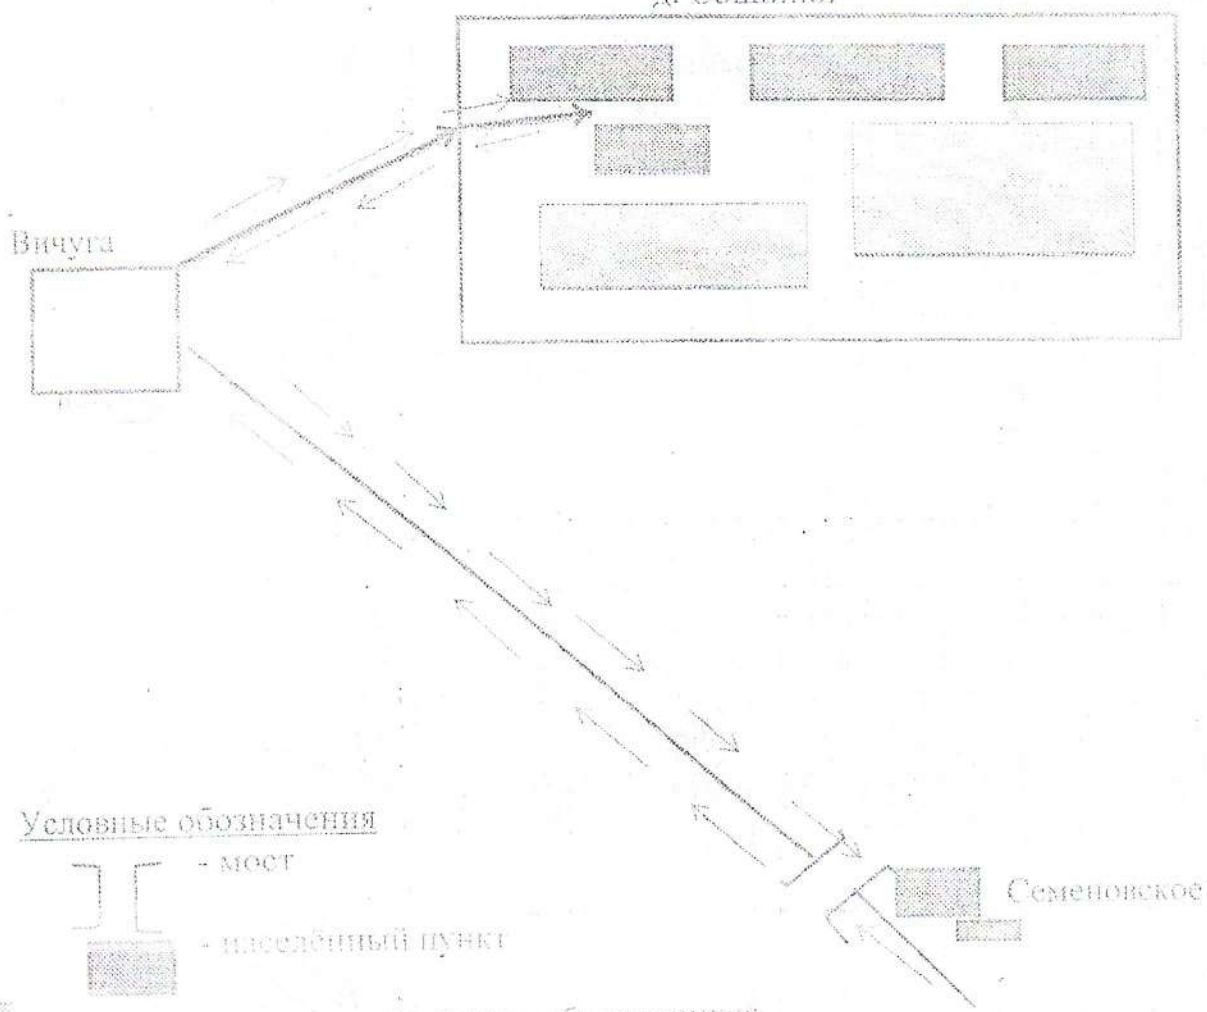 д.
Вичуга
Условные обозначения
- мост
Семеновское
- населённый пункт